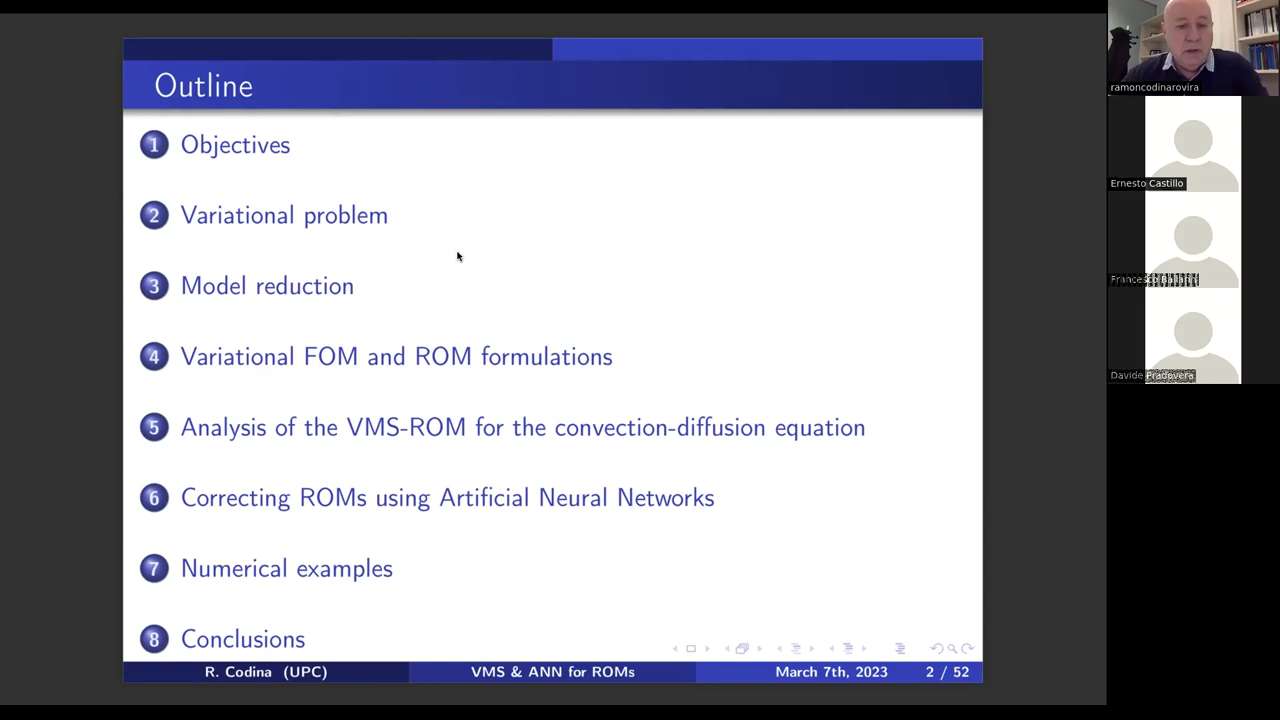 Outline
1 Objectives
2 Variational problem
3 Model reduction
4 Variational FOM and ROM formulations
5 Analysis of the VMS-ROM for the convection-diffusion equation
6 Correcting ROMs using Artificial Neural Networks
7 Numerical examples
8 Conclusions
R. Codina (UPC) VMS & ANN for ROMs March 7th, 2023 2 / 52
ramoncodinarovira
Ernesto Castillo
Francesco Ballarin
Davide Pradovera